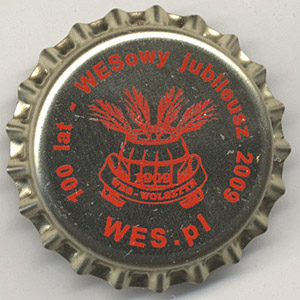 100 lat - WESowy jubileusz 2009
1909
WES-WOLSZTYN
WES.pl